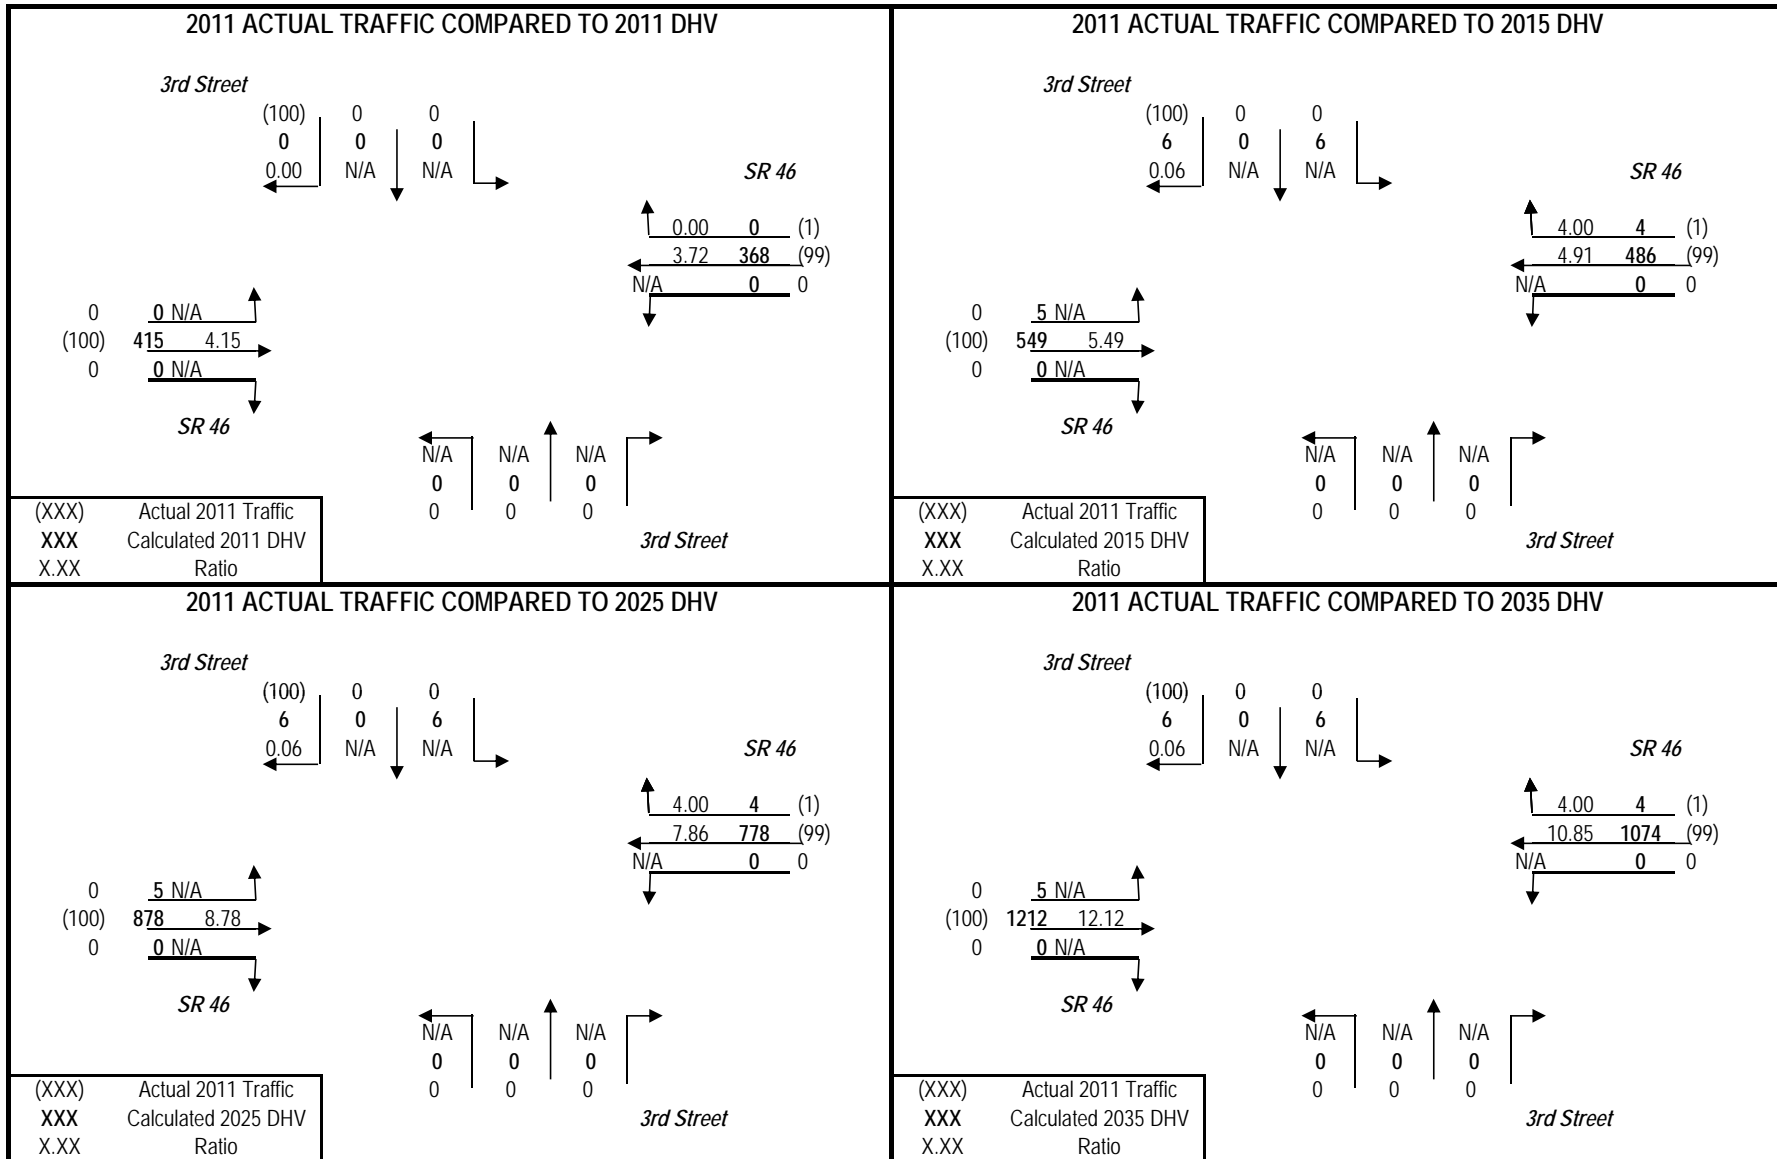 2011 ACTUAL TRAFFIC COMPARED TO 2011 DHV
3rd Street
(100) 0 0
0 0 0
0.00 N/A N/A
SR 46
0.00 0 (1)
3.72 368 (99)
N/A 0 0
0 0 N/A
(100) 415 4.15
0 0 N/A
SR 46
N/A N/A N/A
0 0 0
0 0 0
3rd Street
(XXX) Actual 2011 Traffic
XXX Calculated 2011 DHV
X.XX Ratio
2011 ACTUAL TRAFFIC COMPARED TO 2015 DHV
3rd Street
(100) 0 0
6 0 6
0.06 N/A N/A
SR 46
4.00 4 (1)
4.91 486 (99)
N/A 0 0
0 5 N/A
(100) 549 5.49
0 0 N/A
SR 46
N/A N/A N/A
0 0 0
0 0 0
3rd Street
(XXX) Actual 2011 Traffic
XXX Calculated 2015 DHV
X.XX Ratio
2011 ACTUAL TRAFFIC COMPARED TO 2025 DHV
3rd Street
(100) 0 0
6 0 6
0.06 N/A N/A
SR 46
4.00 4 (1)
7.86 778 (99)
N/A 0 0
0 5 N/A
(100) 878 8.78
0 0 N/A
SR 46
N/A N/A N/A
0 0 0
0 0 0
3rd Street
(XXX) Actual 2011 Traffic
XXX Calculated 2025 DHV
X.XX Ratio
2011 ACTUAL TRAFFIC COMPARED TO 2035 DHV
3rd Street
(100) 0 0
6 0 6
0.06 N/A N/A
SR 46
4.00 4 (1)
10.85 1074 (99)
N/A 0 0
0 5 N/A
(100) 1212 12.12
0 0 N/A
SR 46
N/A N/A N/A
0 0 0
0 0 0
3rd Street
(XXX) Actual 2011 Traffic
XXX Calculated 2035 DHV
X.XX Ratio